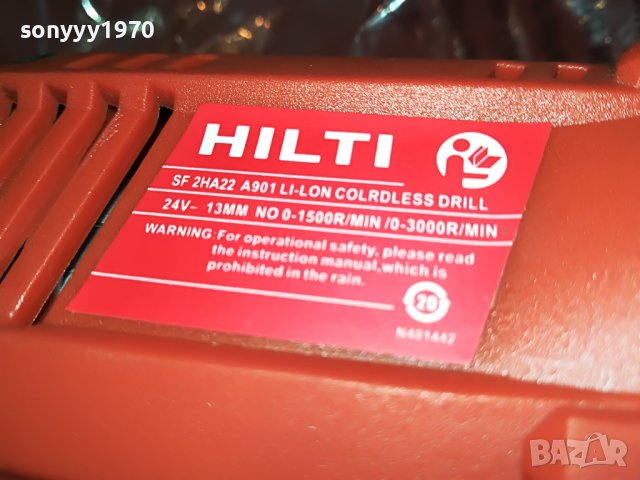 sonyyy1970
HILTI
SF 2HA22 A901 LI-LON COLRDLESS DRILL
24V- 13MM NO 0-1500R/MIN /0-3000R/MIN
WARNING:For operational safety, please read
the instruction manual,which is
prohibited in the rain.
20
N481442
BAZAR